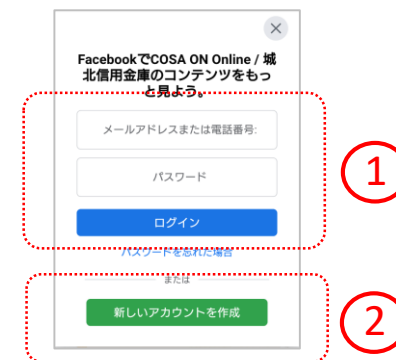 FacebookでCOSA ON Online / 城
北信用金庫のコンテンツをもっ
と見よう。
メールアドレスまたは電話番号:
パスワード
1
ログイン
パスワードを忘れた場合
または
新しいアカウントを作成
2